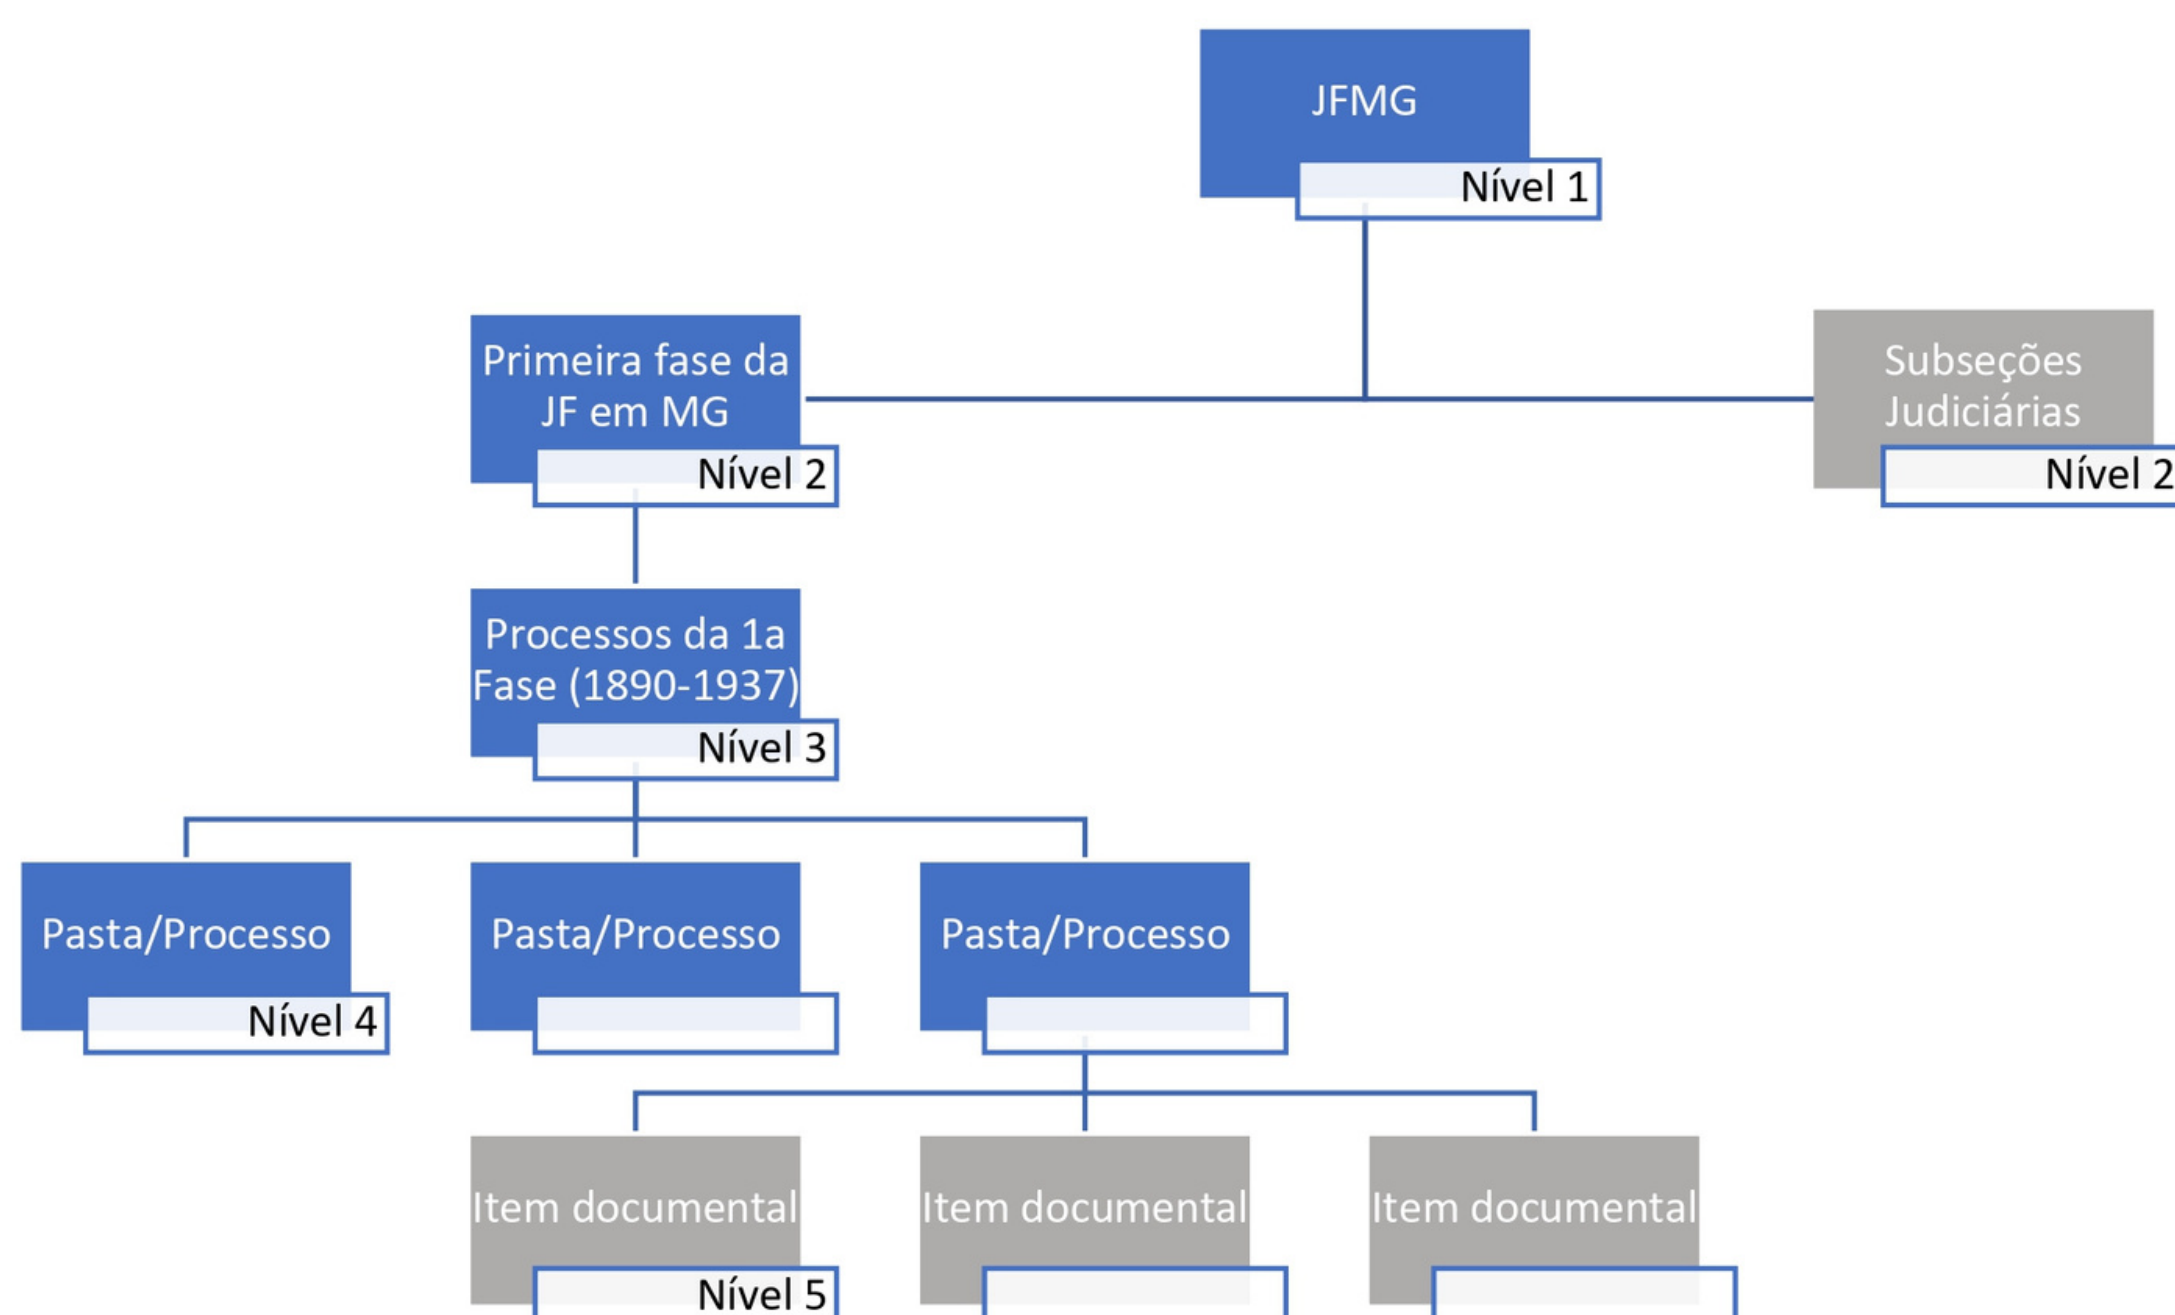 JFMG
Nível 1
Primeira fase da
JF em MG
Nível 2
Subseções
Judiciárias
Nível 2
Processos da 1a
Fase (1890-1937)
Nível 3
Pasta/Processo
Nível 4
Pasta/Processo
Pasta/Processo
Item documental
Nível 5
Item documental
Item documental